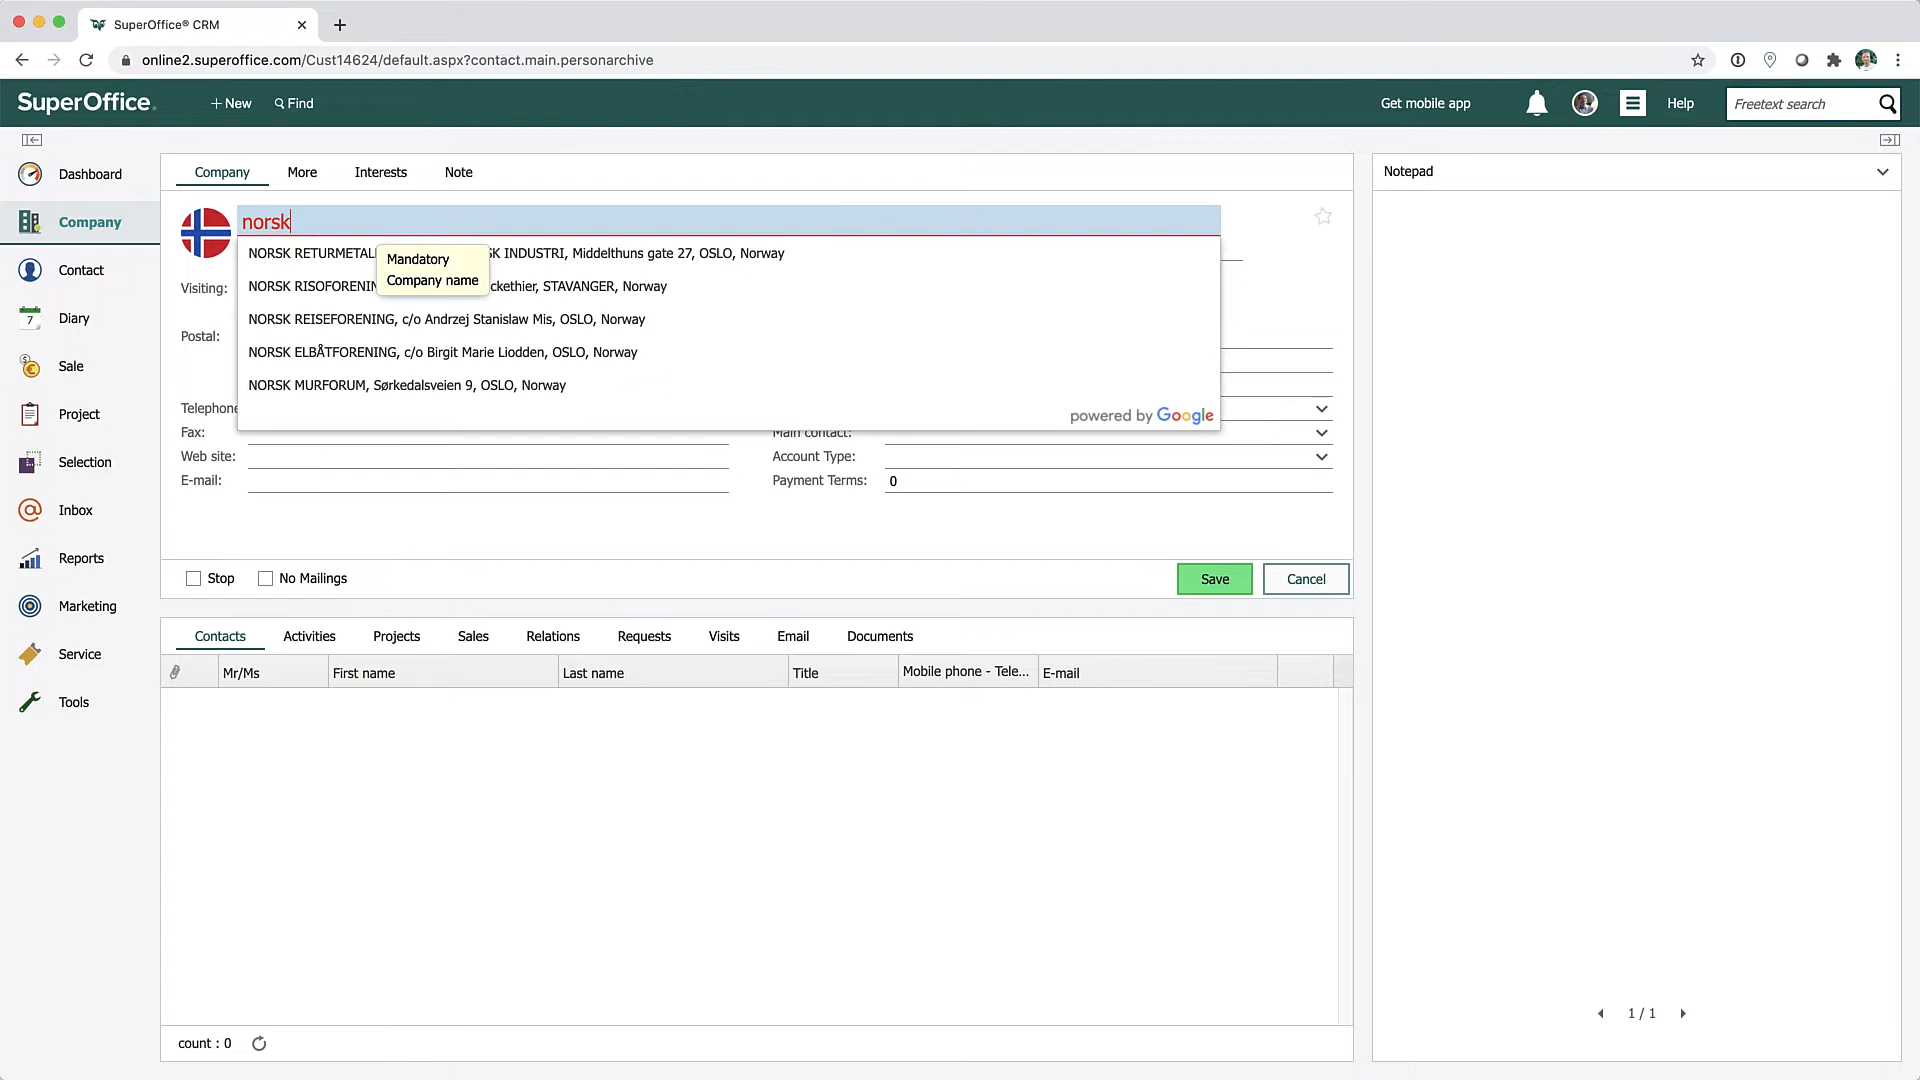 SuperOffice® CRM
online2.superoffice.com/Cust14624/default.aspx?contact.main.personarchive
SuperOffice.
New
Find
Get mobile app
Help
Freetext search
Dashboard
Company
Contact
7
Diary
Sale
Project
Selection
Inbox
Reports
Marketing
Service
Tools
Company
More
Interests
Note
norsk
NORSK RETURMETALL SK INDUSTRI, Middelthuns gate 27, OSLO, Norway
NORSK RISOFORENIN ckethier, STAVANGER, Norway
NORSK REISEFORENING, c/o Andrzej Stanislaw Mis, OSLO, Norway
NORSK ELBÅTFORENING, c/o Birgit Marie Liodden, OSLO, Norway
NORSK MURFORUM, Sørkedalsveien 9, OSLO, Norway
powered by Google
Mandatory
Company name
Visiting:
Postal:
Telephone
Fax:
Web site:
E-mail:
Main contact:
Account Type:
Payment Terms: 0
Stop
No Mailings
Save
Cancel
Contacts
Activities
Projects
Sales
Relations
Requests
Visits
Email
Documents
Mr/Ms
First name
Last name
Title
Mobile phone - Tele...
E-mail
count : 0
Notepad
1 / 1